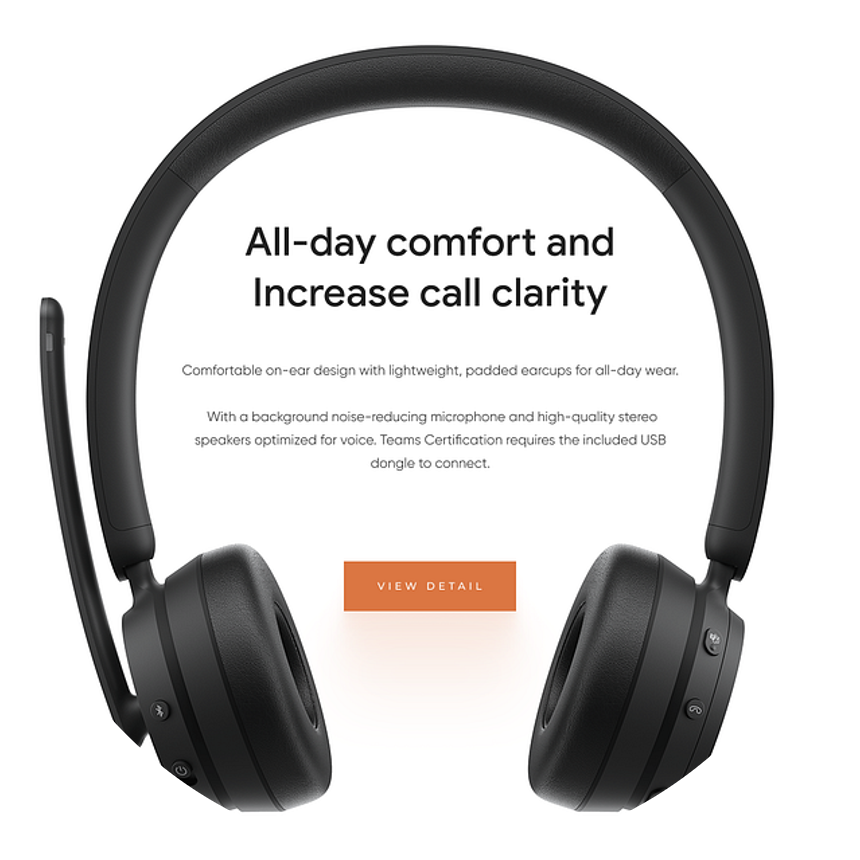 All-day comfort and
Increase call clarity
Comfortable on-ear design with lightweight, padded earcups for all-day wear.
With a background noise-reducing microphone and high-quality stereo
speakers optimized for voice. Teams Certification requires the included USB
dongle to connect.
VIEW DETAIL